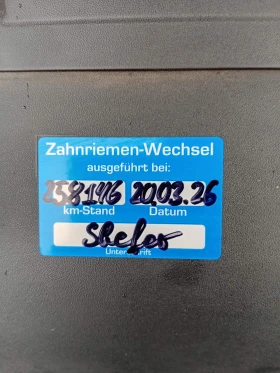 Zahnriemen-Wechsel
ausgeführt bei:
258146 20.03.26
km-Stand Datum
Unterschrift